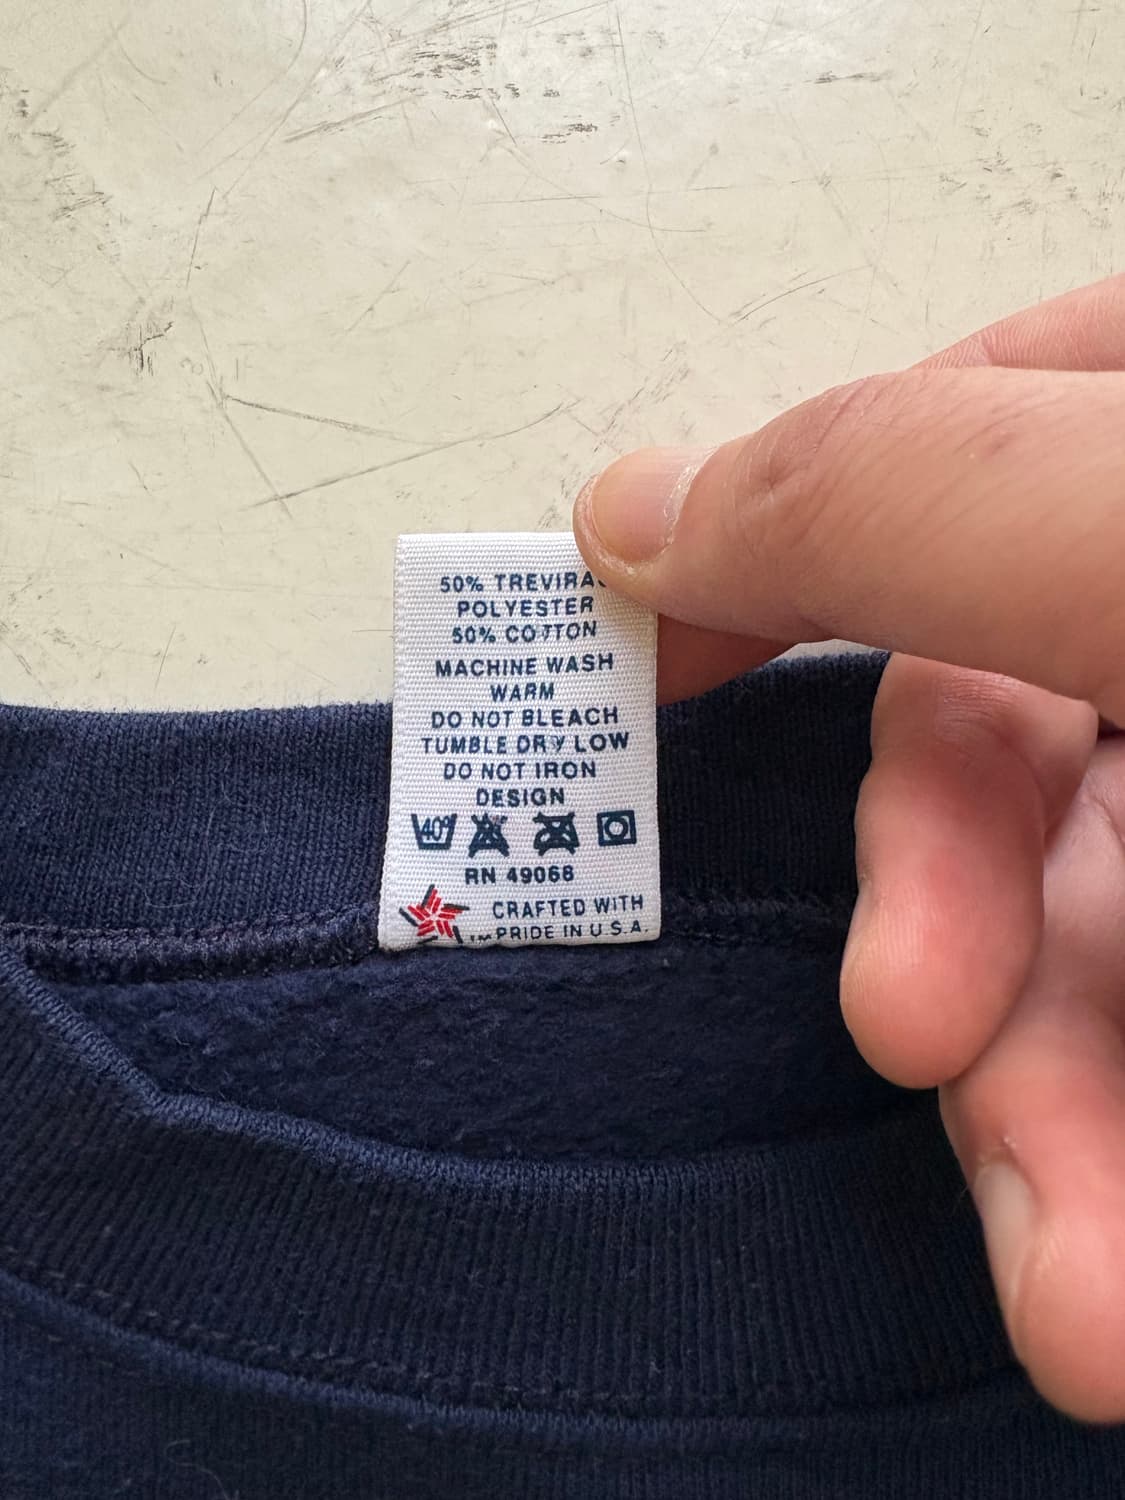 50% TREVIRA
POLYESTER
50% COTTON
MACHINE WASH
WARM
DO NOT BLEACH
TUMBLE DRY LOW
DO NOT IRON
DESIGN
40°
RN 49068
CRAFTED WITH
TM PRIDE IN U.S.A.